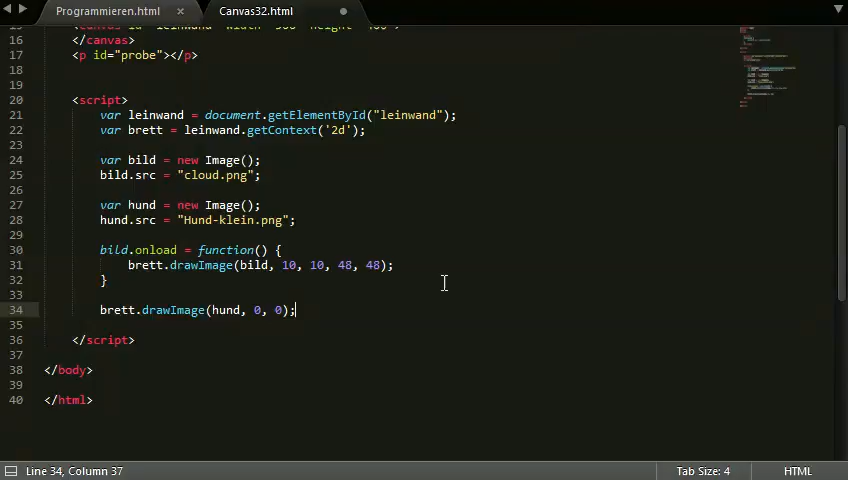 Programmieren.html ×
Canvas32.html
16 </canvas>
17 <p id="probe"></p>
18
19
20 <script>
21 var leinwand = document.getElementById("leinwand");
22 var brett = leinwand.getContext('2d');
23
24 var bild = new Image();
25 bild.src = "cloud.png";
26
27 var hund = new Image();
28 hund.src = "Hund-klein.png";
29
30 bild.onload = function() {
31 brett.drawImage(bild, 10, 10, 48, 48);
32 }
33
34 brett.drawImage(hund, 0, 0);
35
36 </script>
37
38 </body>
39
40 </html>
Line 34, Column 37
Tab Size: 4
HTML